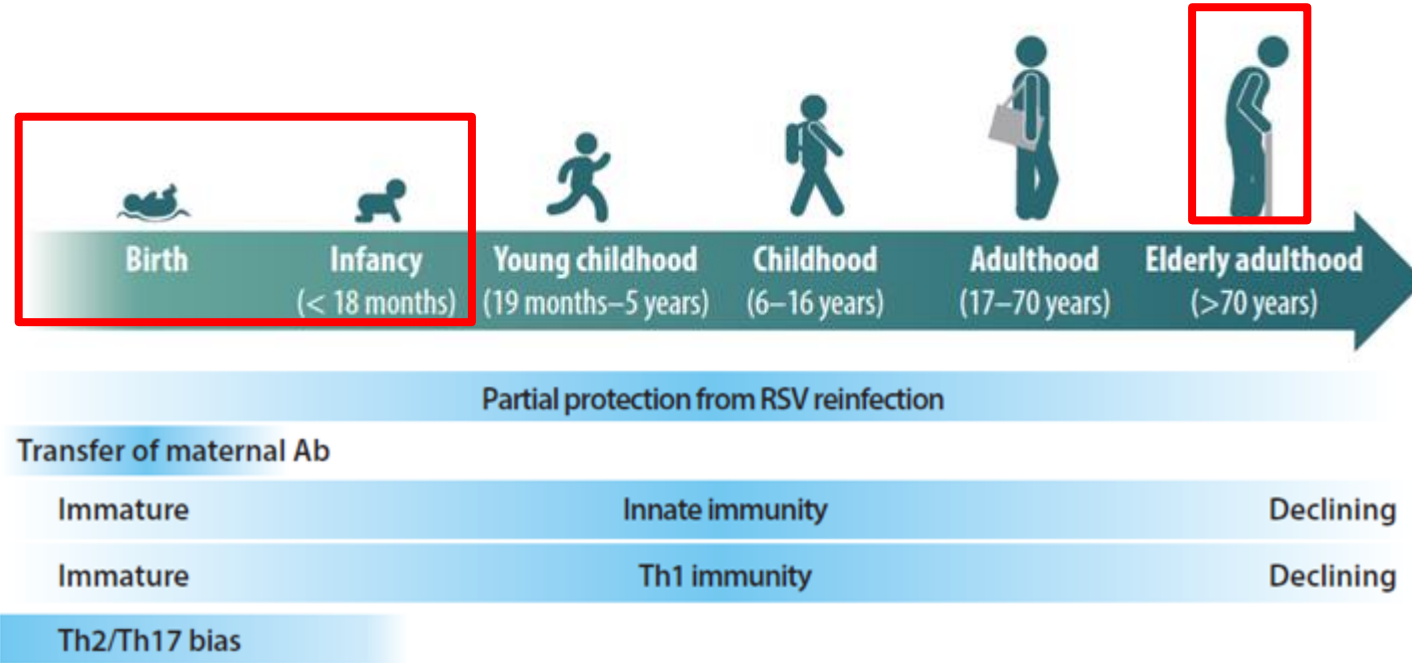 Birth Infancy Young childhood Childhood Adulthood Elderly adulthood
(< 18 months) (19 months–5 years) (6–16 years) (17–70 years) (>70 years)
Partial protection from RSV reinfection
Transfer of maternal Ab
Immature Innate immunity Declining
Immature Th1 immunity Declining
Th2/Th17 bias